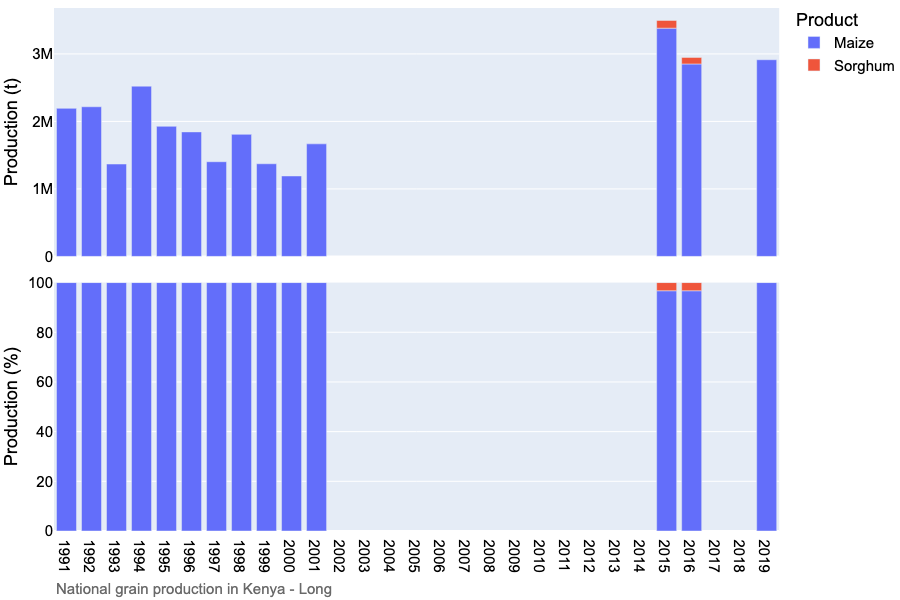 Product
Maize
Sorghum
Production (t)
3M
2M
1M
0
Production (%)
100
80
60
40
20
0
1991 1992 1993 1994 1995 1996 1997 1998 1999 2000 2001 2002 2003 2004 2005 2006 2007 2008 2009 2010 2011 2012 2013 2014 2015 2016 2017 2018 2019
National grain production in Kenya - Long